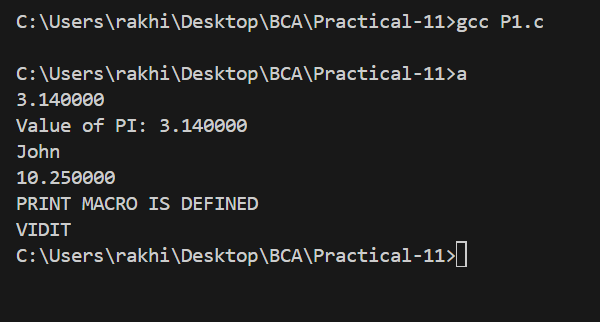 C:\Users\rakhi\Desktop\BCA\Practical-11>gcc P1.c
C:\Users\rakhi\Desktop\BCA\Practical-11>a
3.140000
Value of PI: 3.140000
John
10.250000
PRINT MACRO IS DEFINED
VIDIT
C:\Users\rakhi\Desktop\BCA\Practical-11>